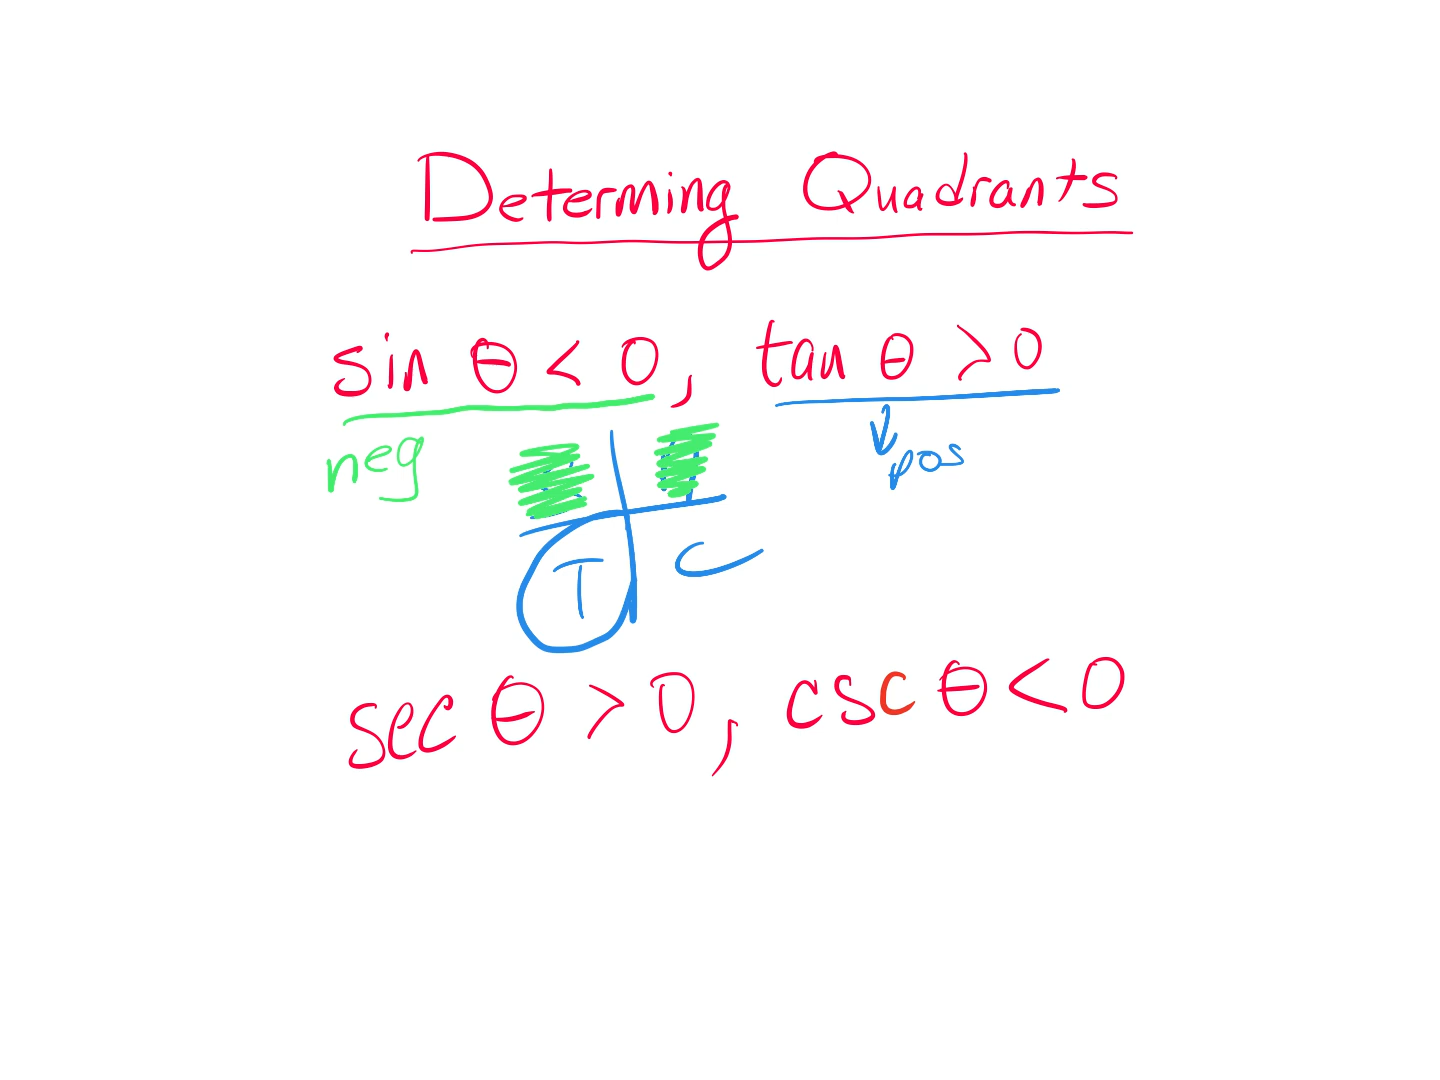 Determing Quadrants
sin θ < 0, tan θ > 0
neg
pos
T C
sec θ > 0, csc θ < 0